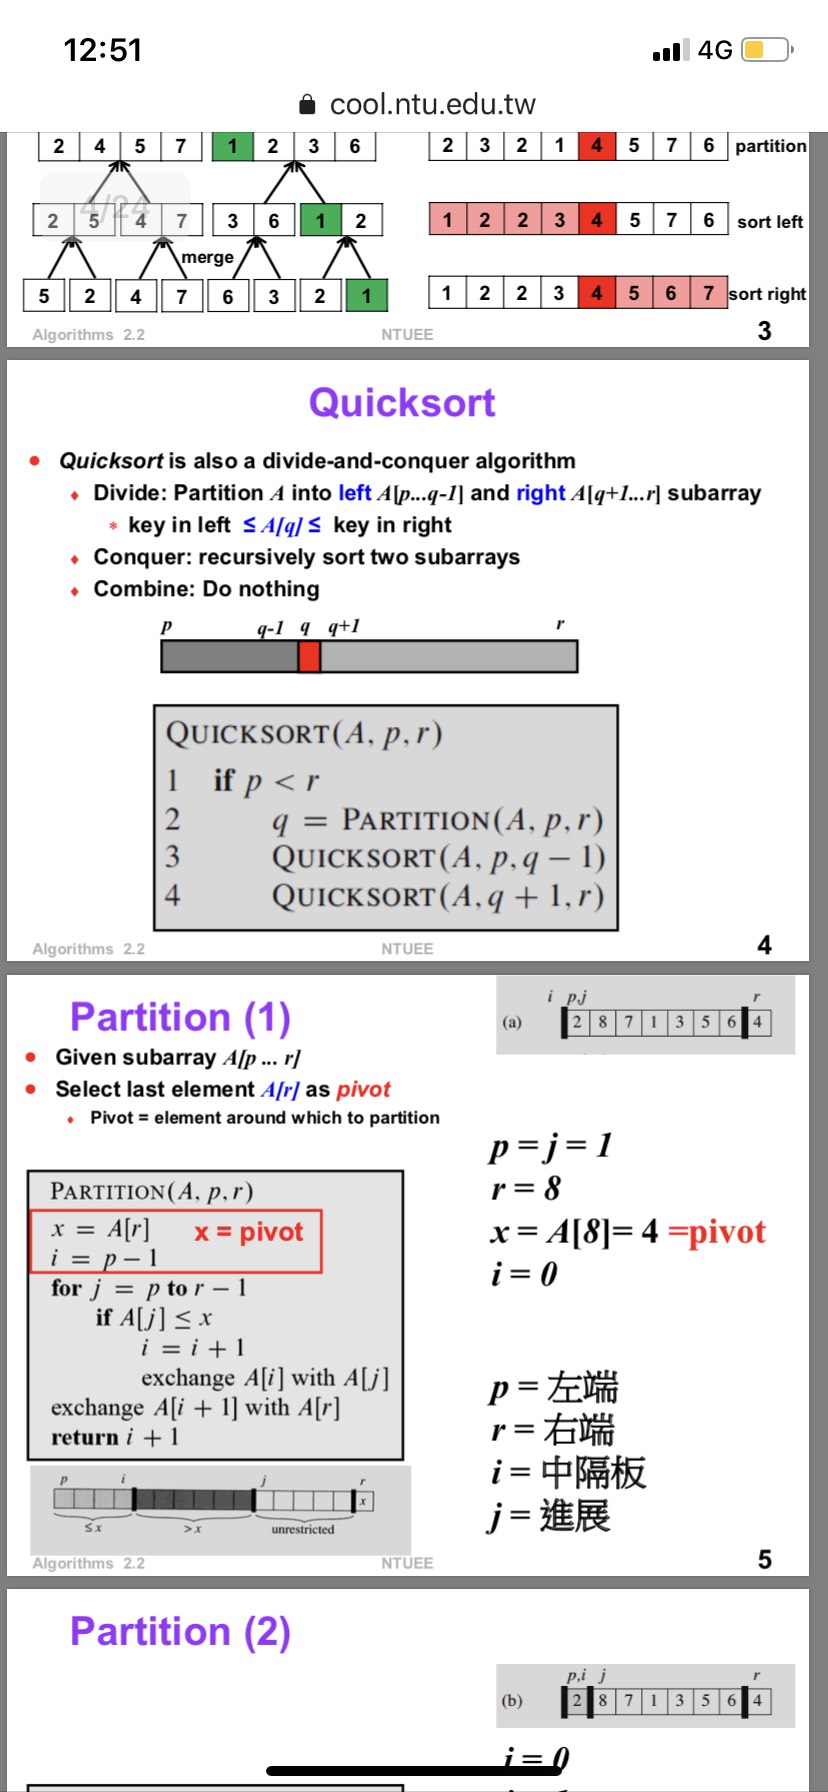 12:51
4G
cool.ntu.edu.tw
2 4 5 7 1 2 3 6
2 3 2 1 4 5 7 6 partition
4/24
2 5 4 7 3 6 1 2
1 2 2 3 4 5 7 6 sort left
merge
5 2 4 7 6 3 2 1
1 2 2 3 4 5 6 7 sort right
Algorithms 2.2 NTUEE 3
Quicksort
• Quicksort is also a divide-and-conquer algorithm
♦ Divide: Partition A into left A[p...q-1] and right A[q+1...r] subarray
* key in left ≤ A[q] ≤ key in right
♦ Conquer: recursively sort two subarrays
♦ Combine: Do nothing
p q-1 q q+1 r
QUICKSORT(A, p, r)
1 if p < r
2 q = PARTITION(A, p, r)
3 QUICKSORT(A, p, q − 1)
4 QUICKSORT(A, q + 1, r)
Algorithms 2.2 NTUEE 4
Partition (1)
i p,j r
(a) 2 8 7 1 3 5 6 4
• Given subarray A[p ... r]
• Select last element A[r] as pivot
♦ Pivot = element around which to partition
PARTITION(A, p, r)
x = A[r] x = pivot
i = p − 1
for j = p to r − 1
if A[j] ≤ x
i = i + 1
exchange A[i] with A[j]
exchange A[i + 1] with A[r]
return i + 1
p = j = 1
r = 8
x = A[8]= 4 =pivot
i = 0
p = 左端
r = 右端
i = 中隔板
j = 進展
p i j r
x
≤ x > x unrestricted
Algorithms 2.2 NTUEE 5
Partition (2)
p,i j r
(b) 2 8 7 1 3 5 6 4
i = 0